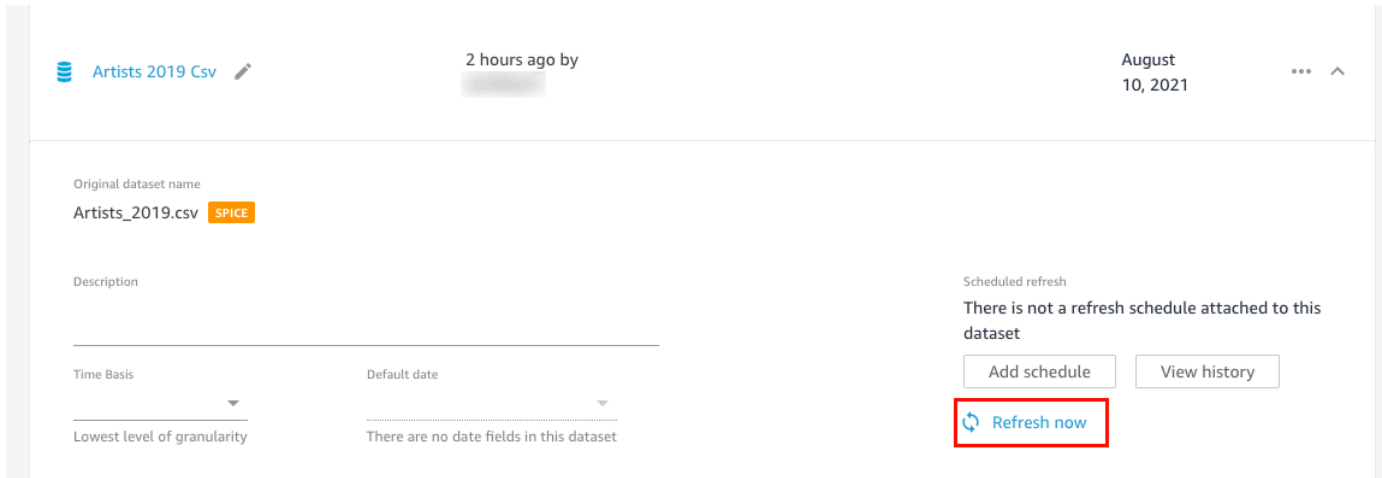 Artists 2019 Csv
2 hours ago by
August
10, 2021
Original dataset name
Artists_2019.csv SPICE
Description
Scheduled refresh
There is not a refresh schedule attached to this
dataset
Add schedule View history
Time Basis Default date
Refresh now
Lowest level of granularity There are no date fields in this dataset